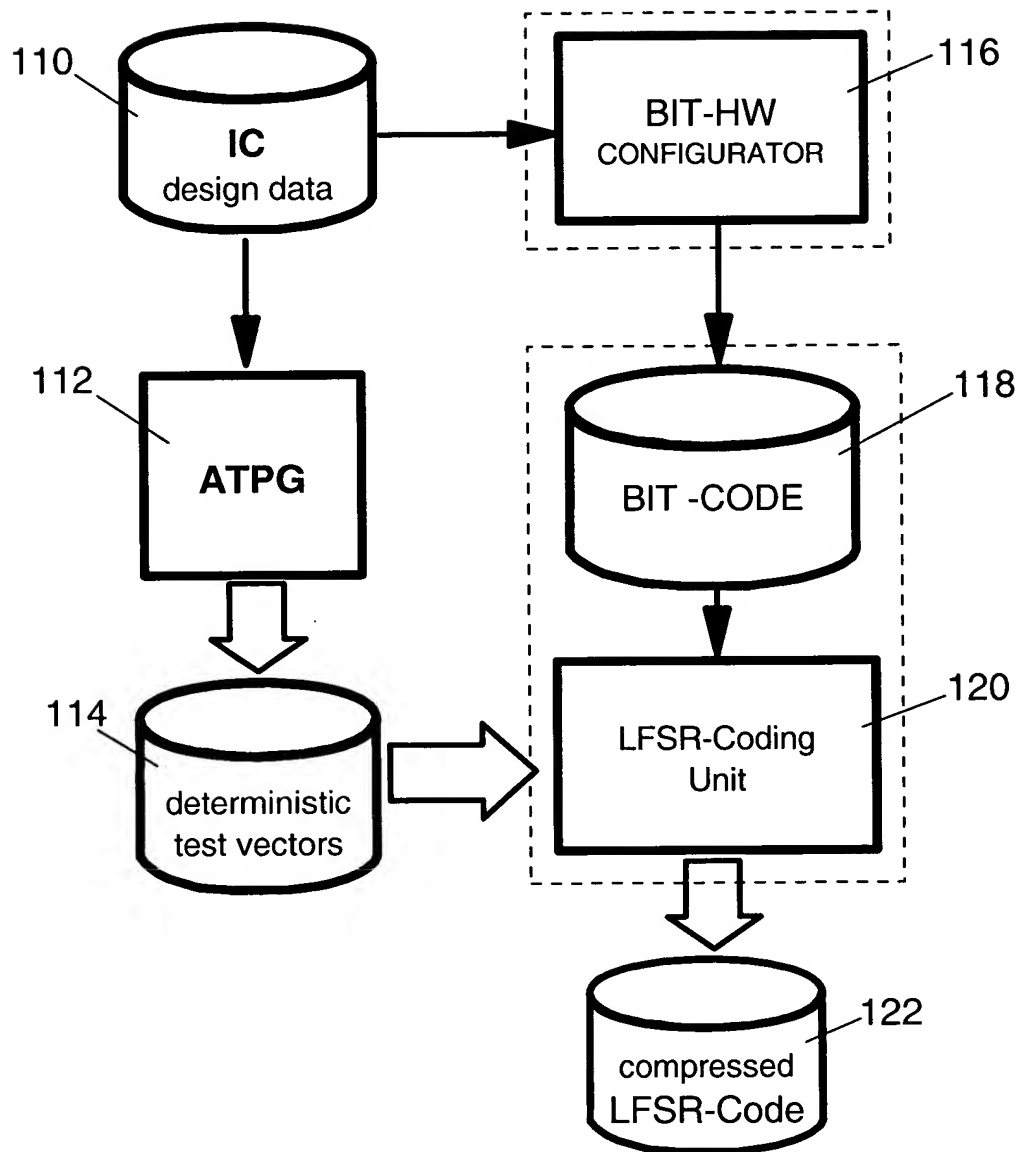 110
IC
design data
116
BIT-HW
CONFIGURATOR
112
ATPG
118
BIT -CODE
114
deterministic
test vectors
120
LFSR-Coding
Unit
122
compressed
LFSR-Code